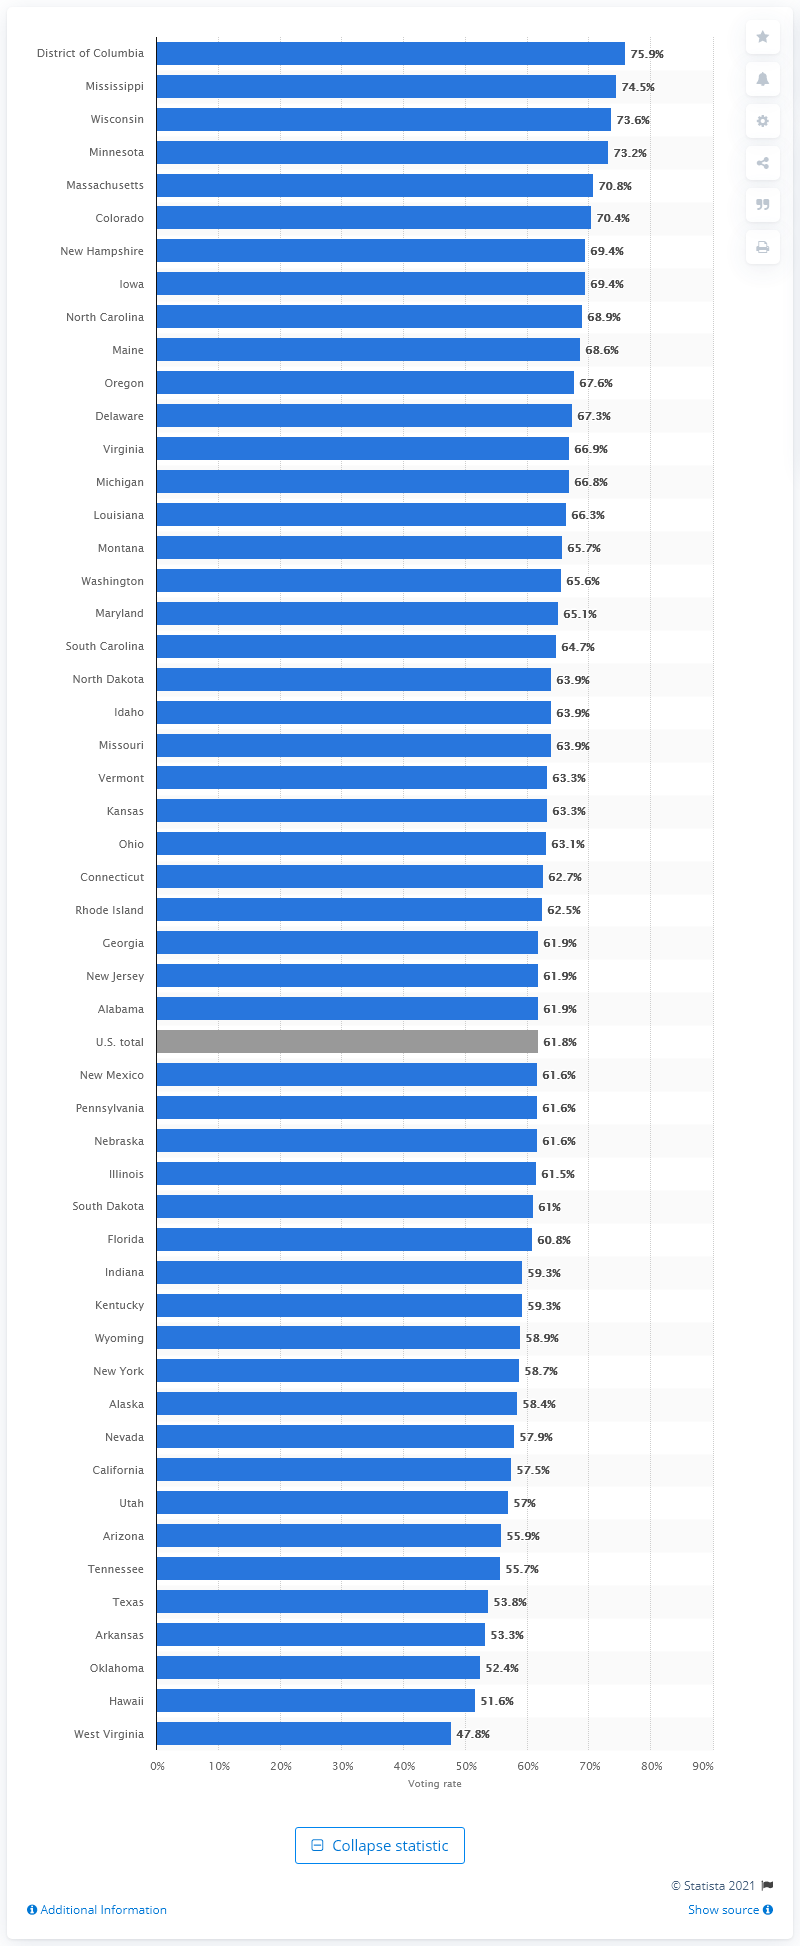 District of Columbia 75.9%
Mississippi 74.5%
Wisconsin 73.6%
Minnesota 73.2%
Massachusetts 70.8%
Colorado 70.4%
New Hampshire 69.4%
Iowa 69.4%
North Carolina 68.9%
Maine 68.6%
Oregon 67.6%
Delaware 67.3%
Virginia 66.9%
Michigan 66.8%
Louisiana 66.3%
Montana 65.7%
Washington 65.6%
Maryland 65.1%
South Carolina 64.7%
North Dakota 63.9%
Idaho 63.9%
Missouri 63.9%
Vermont 63.3%
Kansas 63.3%
Ohio 63.1%
Connecticut 62.7%
Rhode Island 62.5%
Georgia 61.9%
New Jersey 61.9%
Alabama 61.9%
U.S. total 61.8%
New Mexico 61.6%
Pennsylvania 61.6%
Nebraska 61.6%
Illinois 61.5%
South Dakota 61%
Florida 60.8%
Indiana 59.3%
Kentucky 59.3%
Wyoming 58.9%
New York 58.7%
Alaska 58.4%
Nevada 57.9%
California 57.5%
Utah 57%
Arizona 55.9%
Tennessee 55.7%
Texas 53.8%
Arkansas 53.3%
Oklahoma 52.4%
Hawaii 51.6%
West Virginia 47.8%
0% 10% 20% 30% 40% 50% 60% 70% 80% 90%
Voting rate
Collapse statistic
© Statista 2021
Additional Information Show source